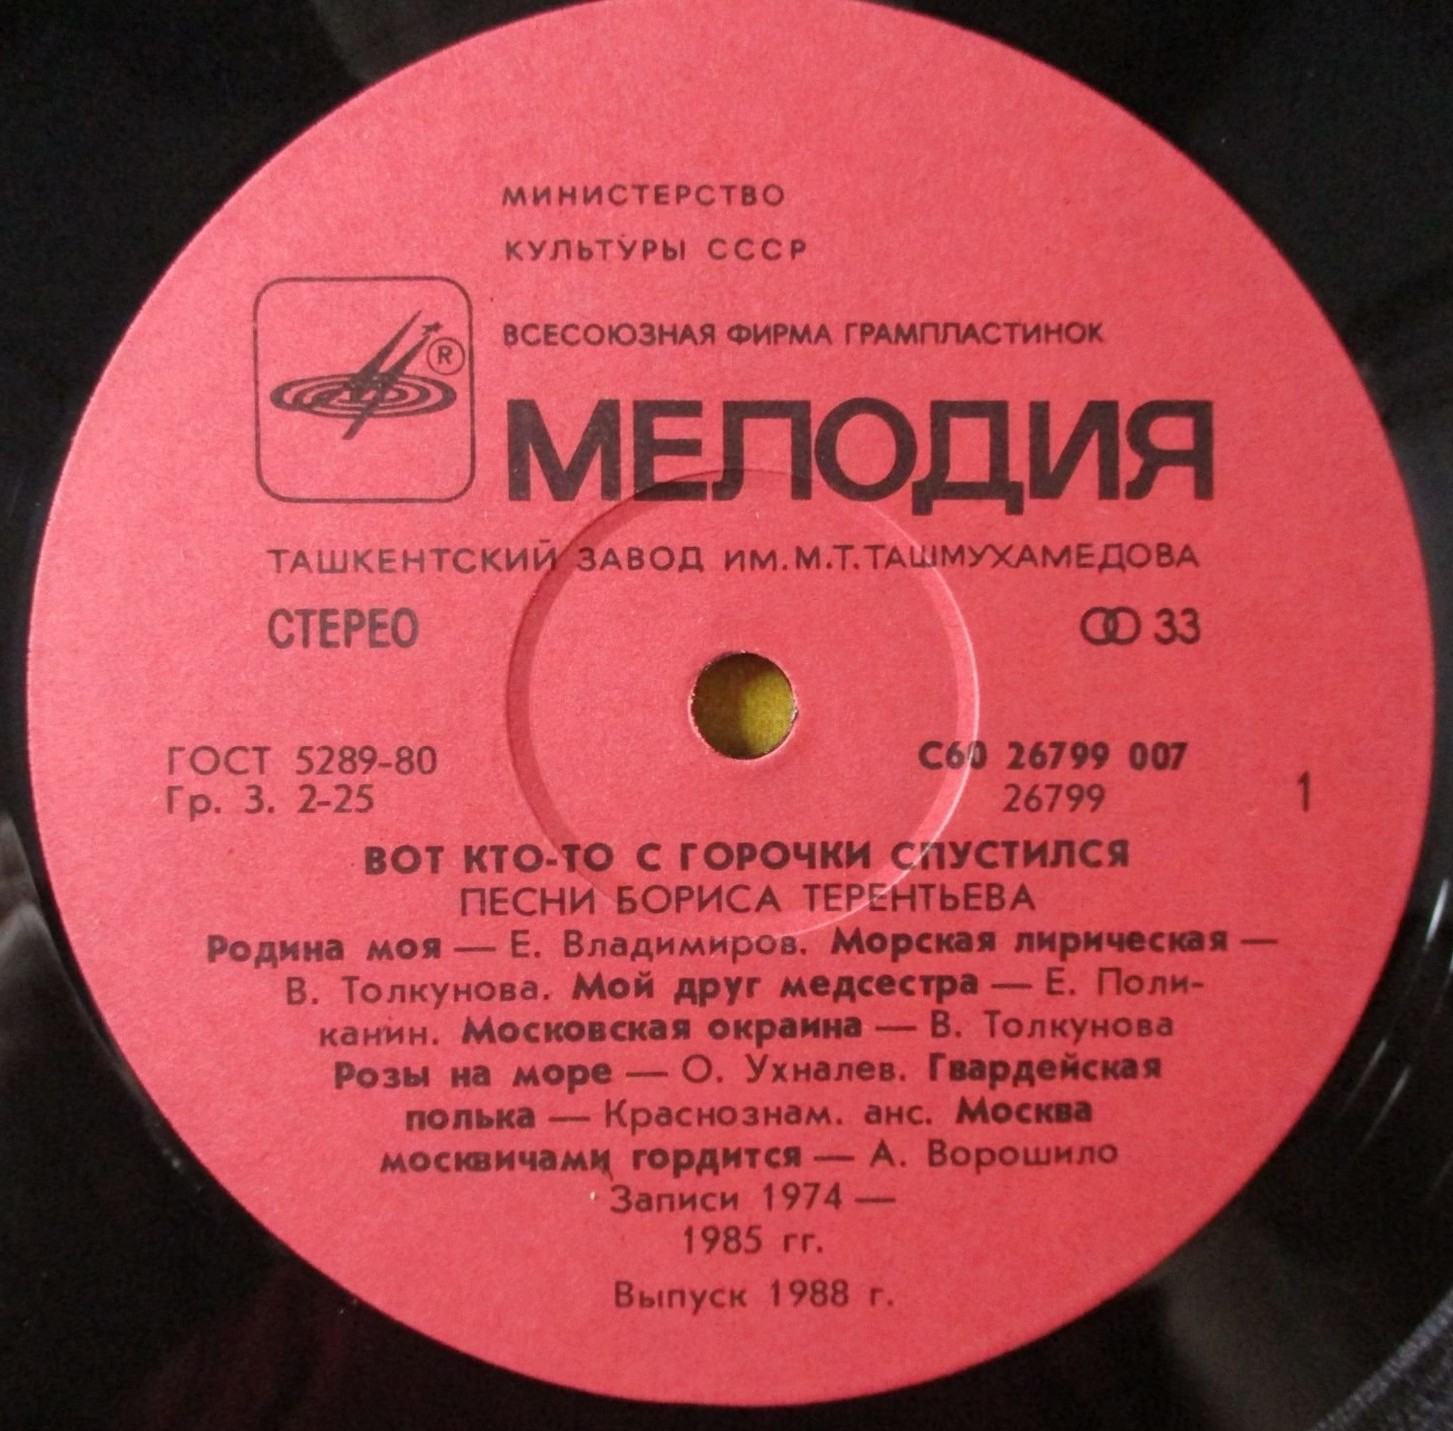 МИНИСТЕРСТВО
КУЛЬТУРЫ СССР
ВСЕСОЮЗНАЯ ФИРМА ГРАМПЛАСТИНОК
®
МЕЛОДИЯ
ТАШКЕНТСКИЙ ЗАВОД ИМ.М.Т.ТАШМУХАМЕДОВА
СТЕРЕО 33
ГОСТ 5289-80 С60 26799 007
Гр. 3. 2-25 26799 1
ВОТ КТО-ТО С ГОРОЧКИ СПУСТИЛСЯ
ПЕСНИ БОРИСА ТЕРЕНТЬЕВА
Родина моя — Е. Владимиров. Морская лирическая —
В. Толкунова. Мой друг медсестра — Е. Поли-
канин. Московская окраина — В. Толкунова
Розы на море — О. Ухналев. Гвардейская
полька — Краснознам. анс. Москва
москвичами гордится — А. Ворошило
Записи 1974 —
1985 гг.
Выпуск 1988 г.